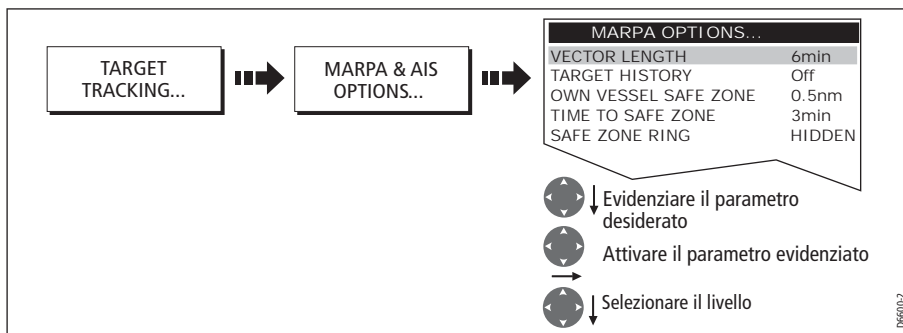 TARGET
TRACKING...
MARPA & AIS
OPTIONS...
MARPA OPTIONS...
VECTOR LENGTH 6min
TARGET HISTORY Off
OWN VESSEL SAFE ZONE 0.5nm
TIME TO SAFE ZONE 3min
SAFE ZONE RING HIDDEN
Evidenziare il parametro
desiderato
Attivare il parametro evidenziato
Selezionare il livello
D6600-2